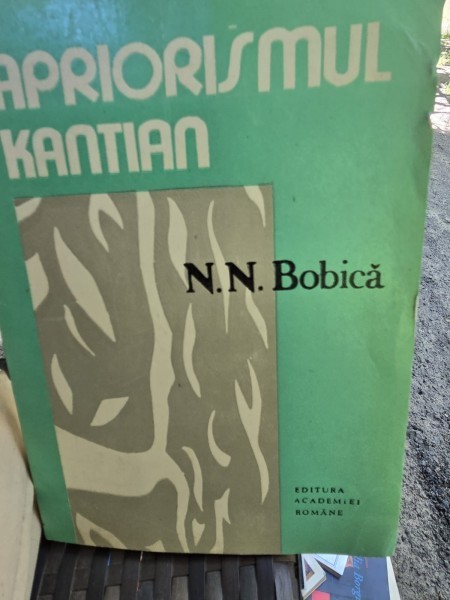 APRIORISMUL
KANTIAN
N.N. Bobică
EDITURA
ACADEMIEI
ROMÂNE